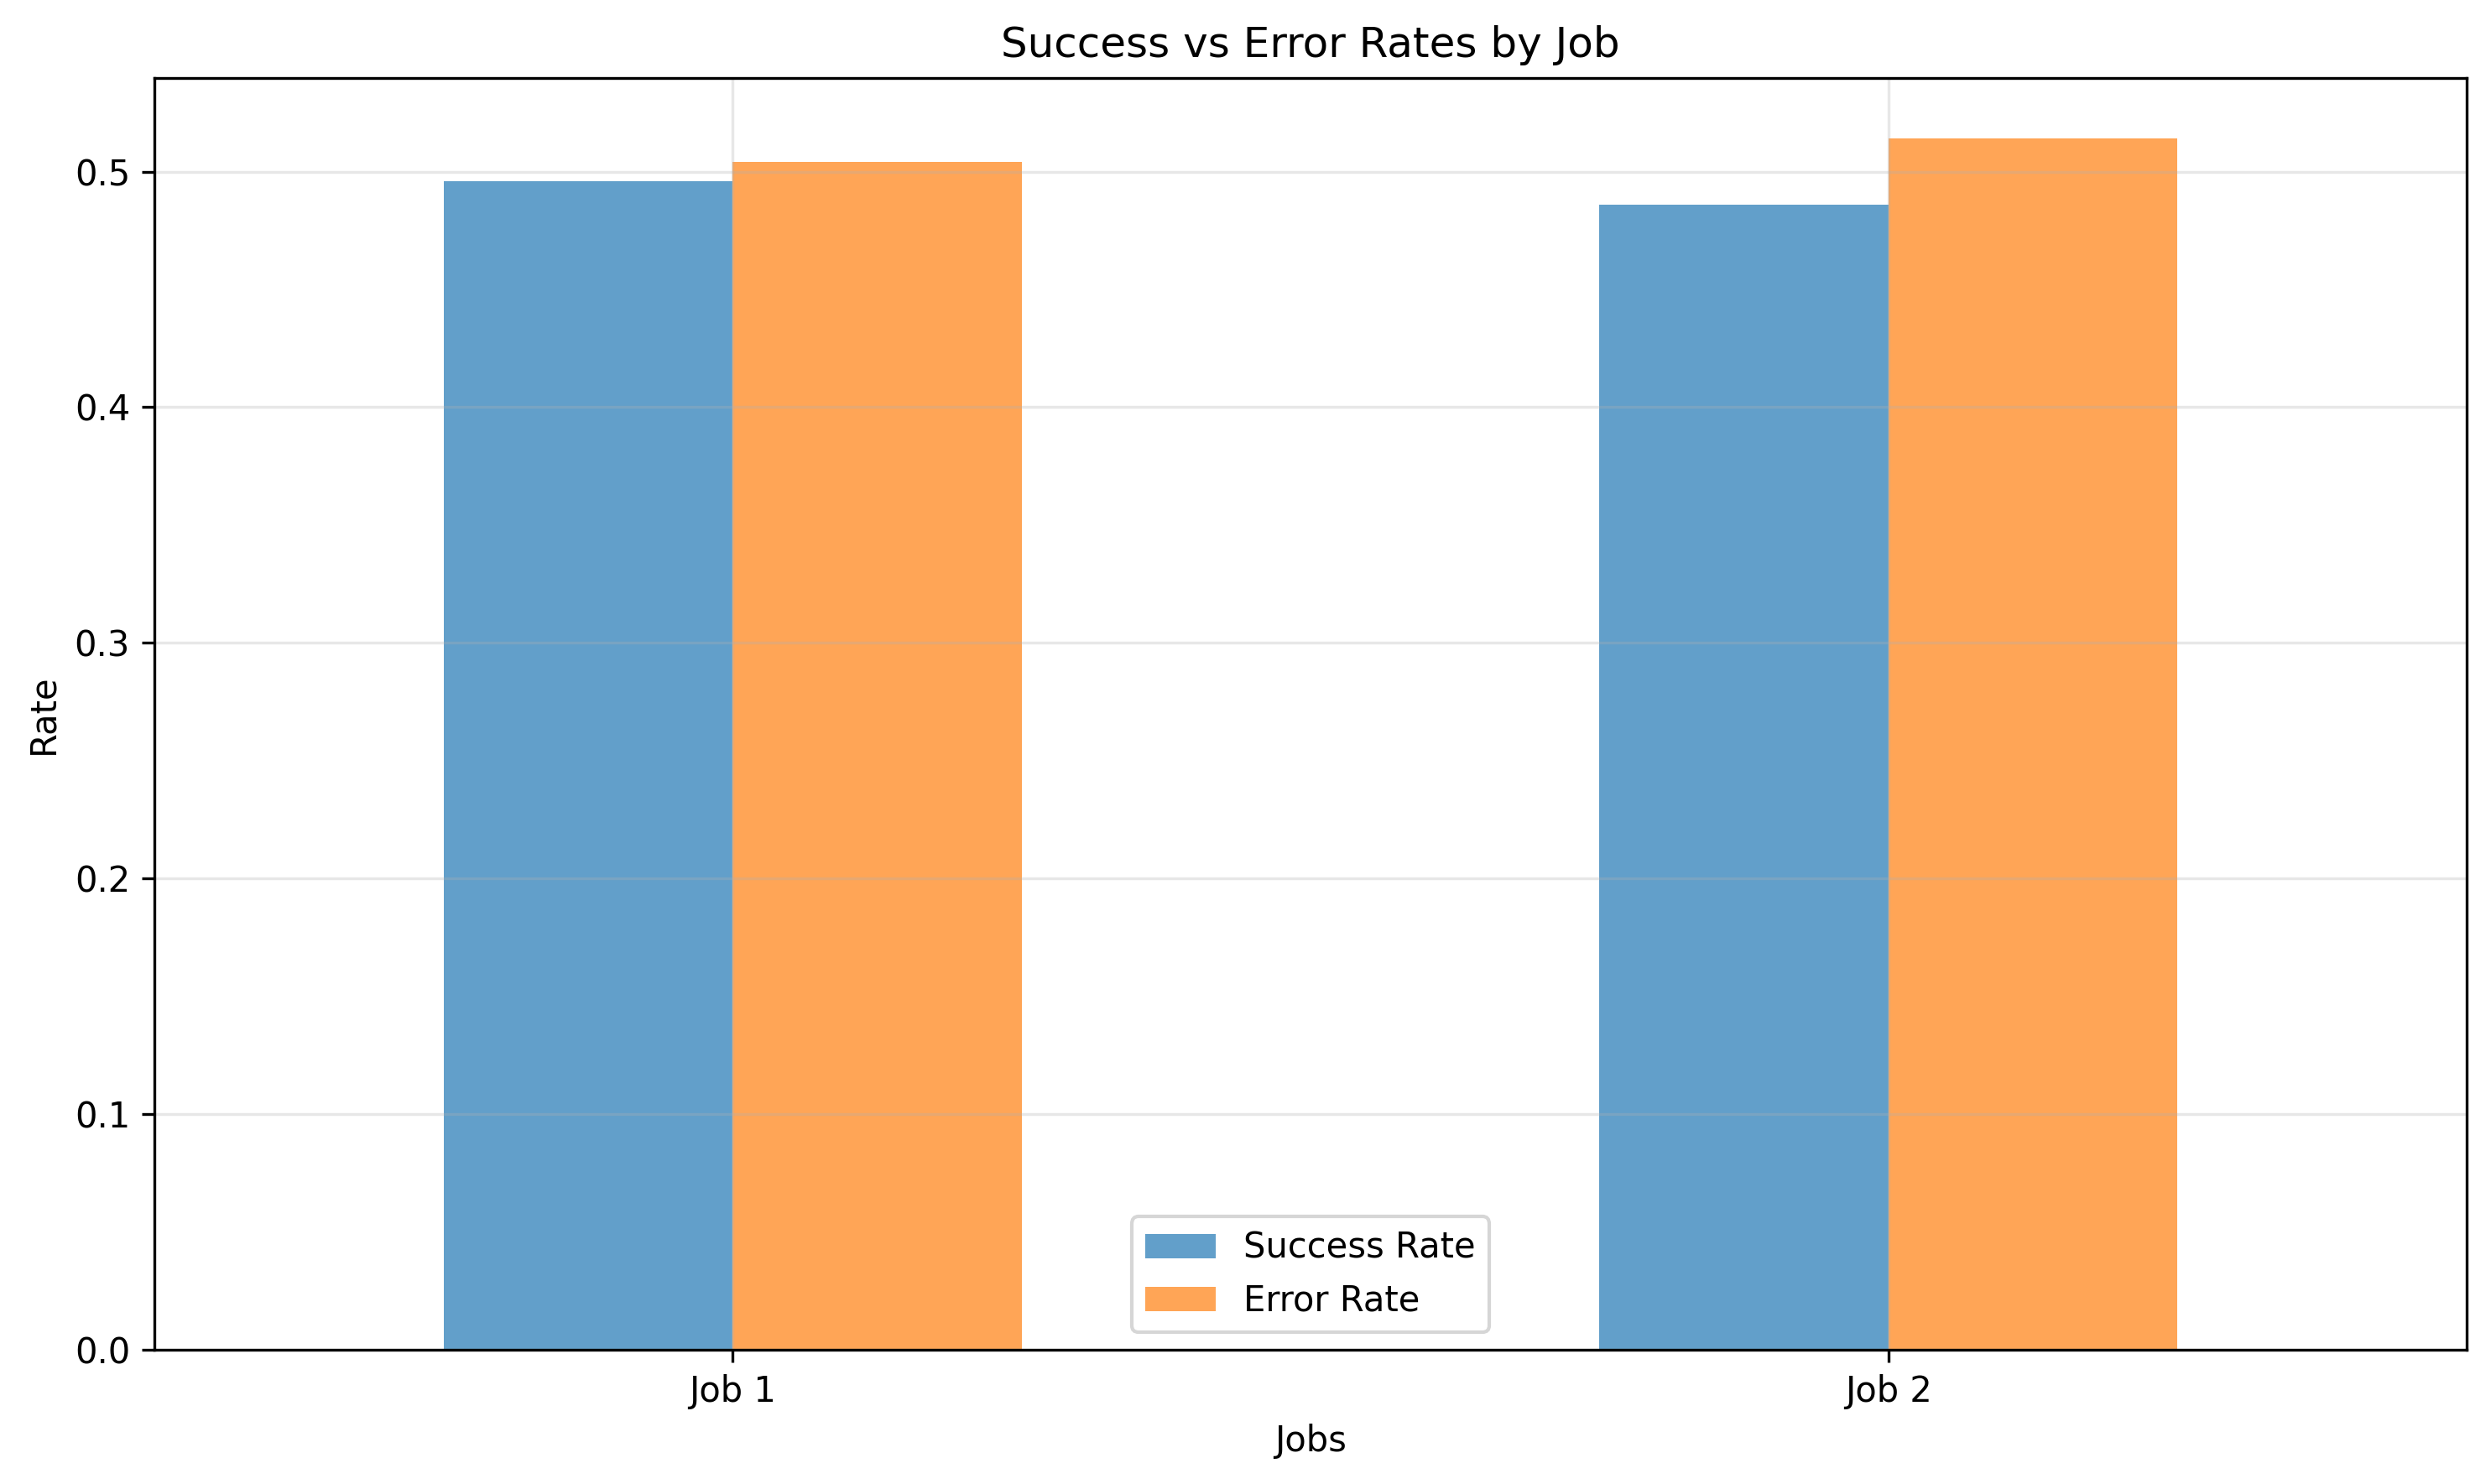 Success vs Error Rates by Job
Rate
0.5
0.4
0.3
0.2
0.1
0.0
Success Rate
Error Rate
Job 1
Job 2
Jobs